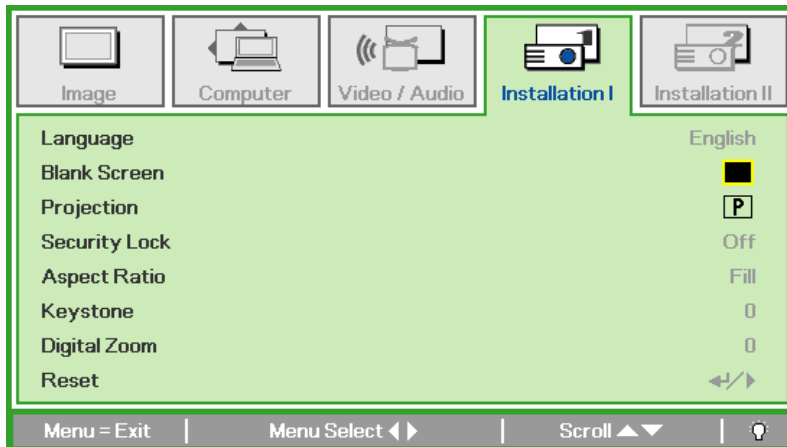 Image Computer Video / Audio Installation I Installation II
Language English
Blank Screen
Projection P
Security Lock Off
Aspect Ratio Fill
Keystone 0
Digital Zoom 0
Reset
Menu = Exit Menu Select Scroll